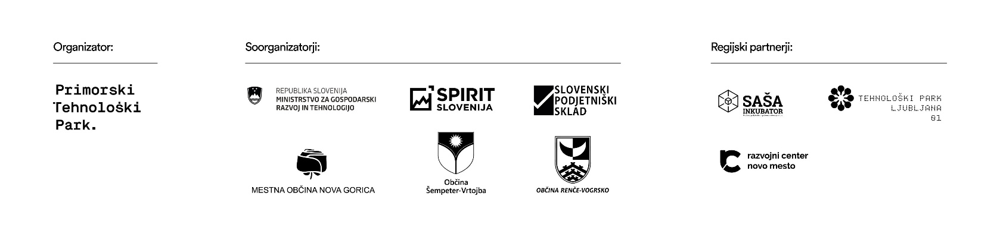 Organizator:
Primorski
Tehnološki
Park.
Soorganizatorji:
REPUBLIKA SLOVENIJA
MINISTRSTVO ZA GOSPODARSKI
RAZVOJ IN TEHNOLOGIJO
SPIRIT
SLOVENIJA
SLOVENSKI
PODJETNIŠKI
SKLAD
MESTNA OBČINA NOVA GORICA
Občina
Šempeter-Vrtojba
OBČINA RENČE-VOGRSKO
Regijski partnerji:
SAŠA
INKUBATOR
TEHNOLOŠKI PARK
LJUBLJANA
01
razvojni center
novo mesto